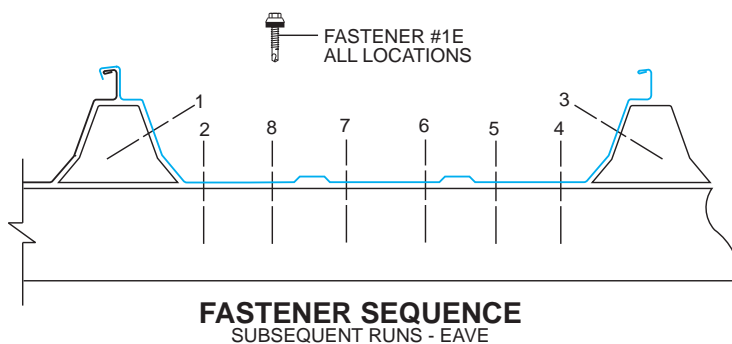 FASTENER #1E
ALL LOCATIONS
1
2
8
7
6
5
4
3
FASTENER SEQUENCE
SUBSEQUENT RUNS - EAVE